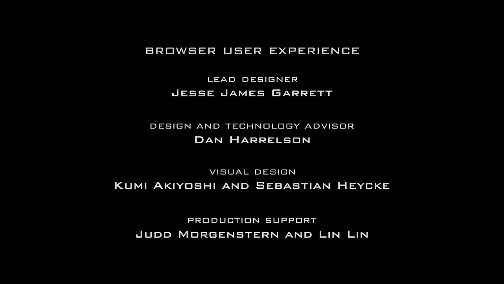 BROWSER USER EXPERIENCE
LEAD DESIGNER
JESSE JAMES GARRETT
DESIGN AND TECHNOLOGY ADVISOR
DAN HARRELSON
VISUAL DESIGN
KUMI AKIYOSHI AND SEBASTIAN HEYCKE
PRODUCTION SUPPORT
JUDD MORGENSTERN AND LIN LIN